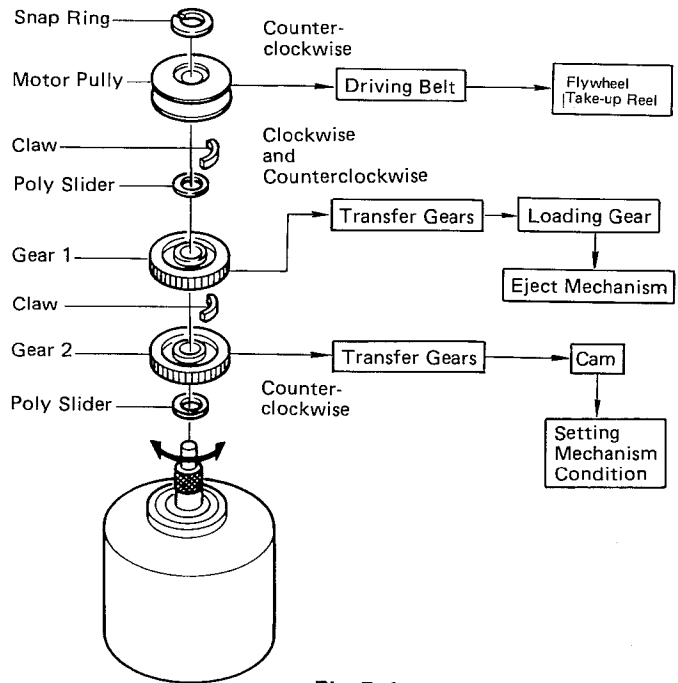 Snap Ring
Counter-
clockwise
Motor Pully
Driving Belt
Flywheel
Take-up Reel
Claw
Clockwise
and
Counterclockwise
Poly Slider
Transfer Gears
Loading Gear
Gear 1
Eject Mechanism
Claw
Gear 2
Transfer Gears
Cam
Poly Slider
Counter-
clockwise
Setting
Mechanism
Condition